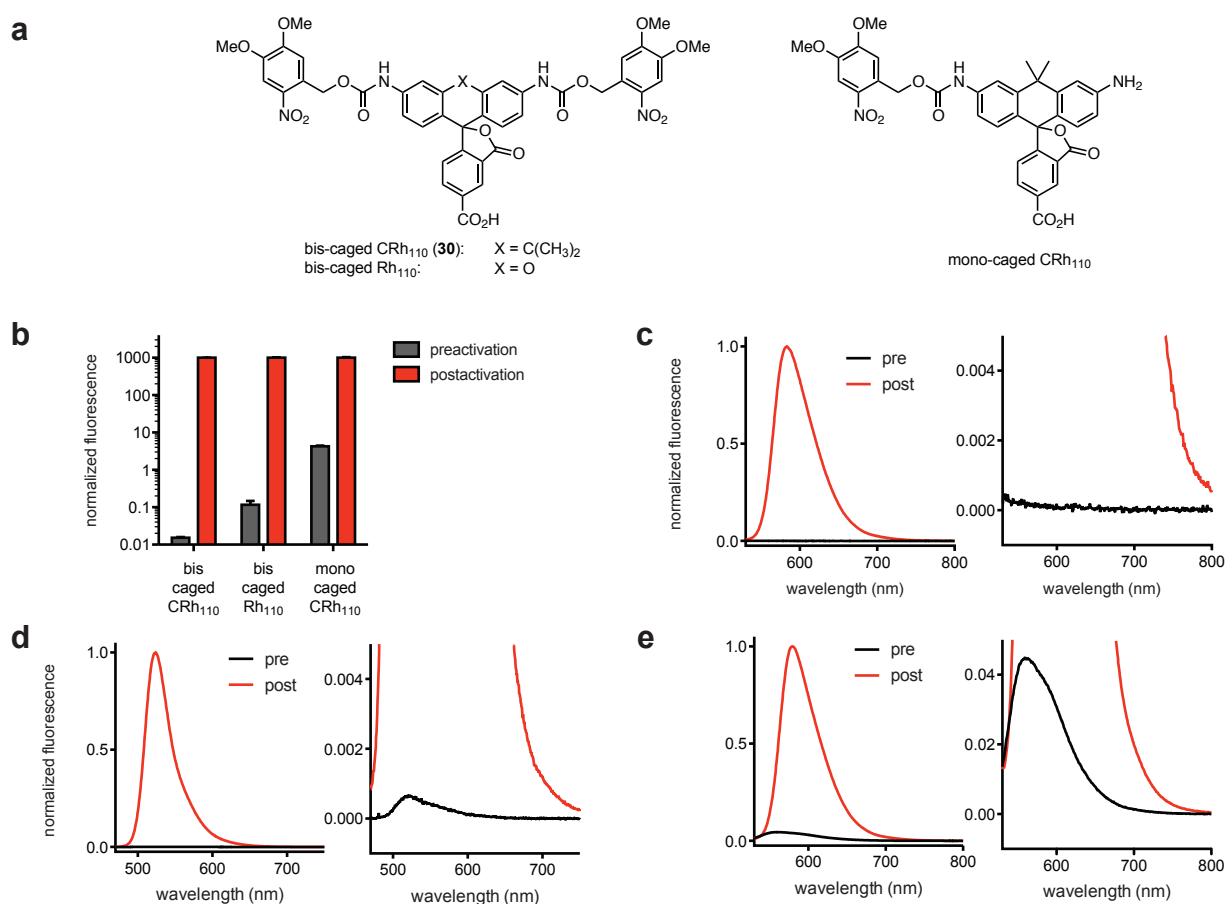 a
OMe
MeO
NO2
O
O
H
N
X
H
N
O
O
NO2
OMe
OMe
O
O
CO2H
bis-caged CRh110 (30): X = C(CH3)2
bis-caged Rh110: X = O
OMe
MeO
NO2
O
O
H
N
NH2
O
O
CO2H
mono-caged CRh110
b
normalized fluorescence
1000
100
10
1
0.1
0.01
bis caged CRh110
bis caged Rh110
mono caged CRh110
preactivation
postactivation
c
normalized fluorescence
1.0
0.5
0.0
600 700 800
wavelength (nm)
pre
post
0.004
0.002
0.000
600 700 800
wavelength (nm)
d
normalized fluorescence
1.0
0.5
0.0
500 600 700
wavelength (nm)
pre
post
0.004
0.002
0.000
500 600 700
wavelength (nm)
e
normalized fluorescence
1.0
0.5
0.0
600 700 800
wavelength (nm)
pre
post
0.04
0.02
0.00
600 700 800
wavelength (nm)